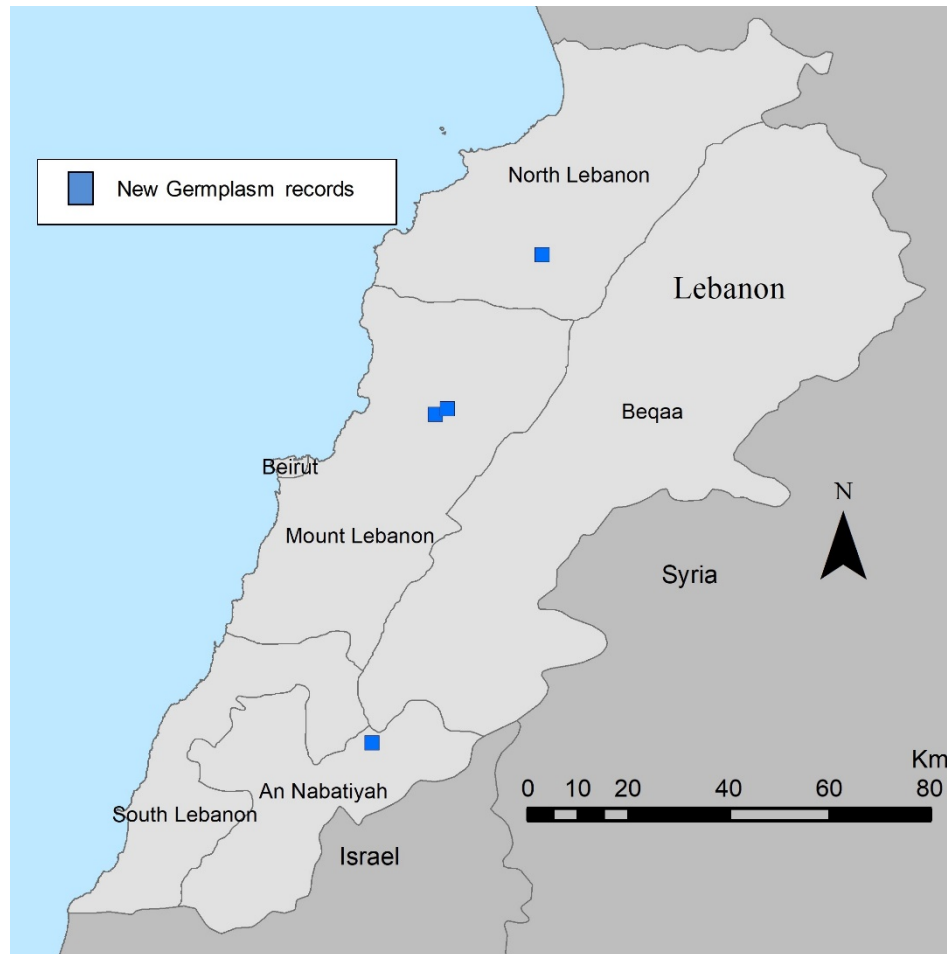 North Lebanon
New Germplasm records
Lebanon
Beqaa
Beirut
N
Mount Lebanon
Syria
Km
0 10 20 40 60 80
An Nabatiyah
South Lebanon
Israel